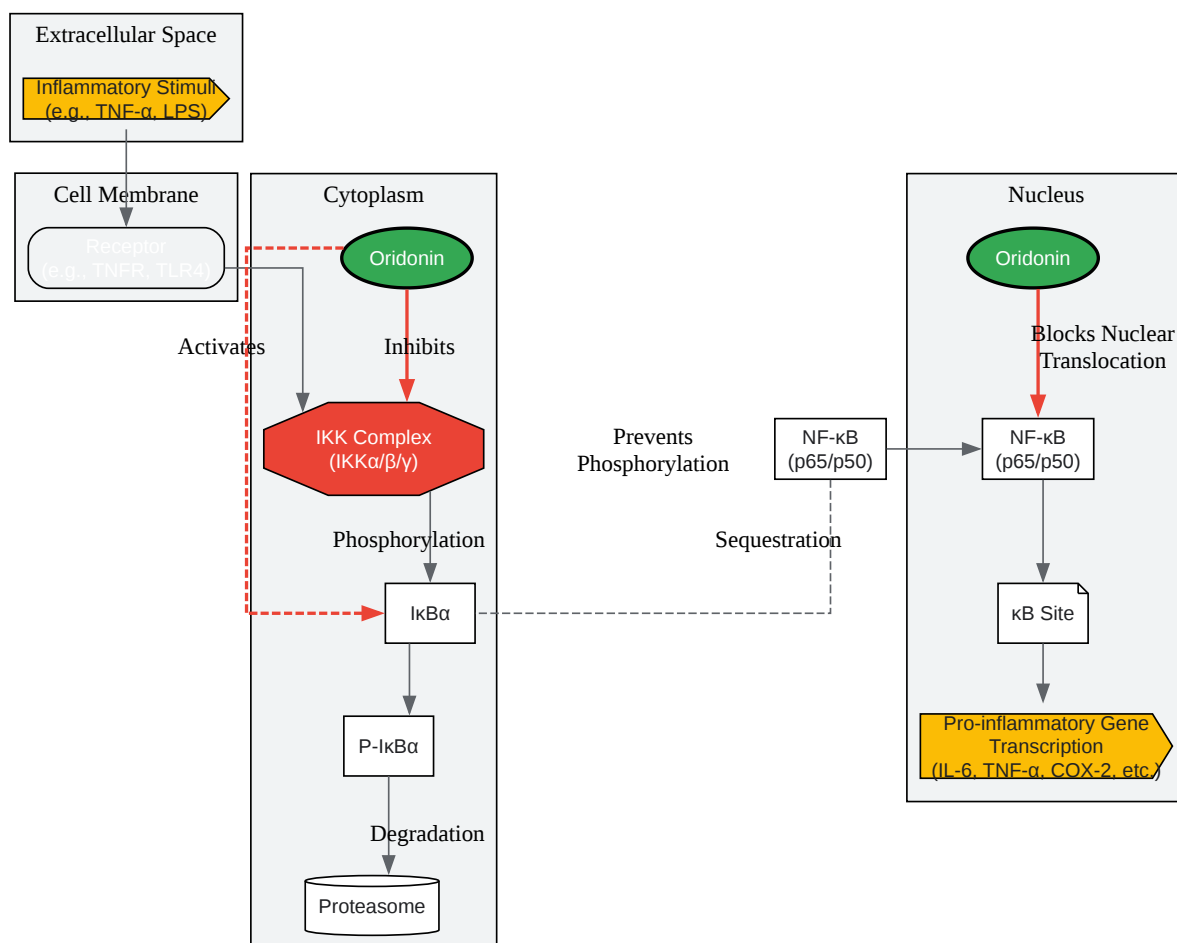 Extracellular Space
Inflammatory Stimuli
(e.g., TNF-α, LPS)
Cell Membrane
Receptor
(e.g., TNFR, TLR4)
Cytoplasm
Oridonin
Activates
Inhibits
IKK Complex
(IKKα/β/γ)
Phosphorylation
IκBα
P-IκBα
Degradation
Proteasome
Prevents
Phosphorylation
Sequestration
NF-κB
(p65/p50)
Nucleus
Oridonin
Blocks Nuclear
Translocation
NF-κB
(p65/p50)
κB Site
Pro-inflammatory Gene
Transcription
(IL-6, TNF-α, COX-2, etc.)